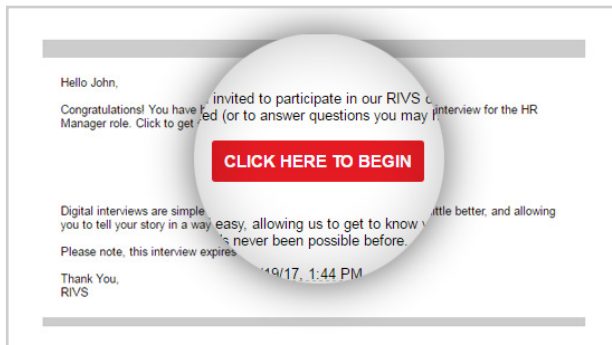 Hello John,
Congratulations! You have b invited to participate in our RIVS interview for the HR
Manager role. Click to get ed (or to answer questions you may h
CLICK HERE TO BEGIN
Digital interviews are simple easy, allowing us to get to know ittle better, and allowing
you to tell your story in a way 's never been possible before.
Please note, this interview expires /19/17, 1:44 PM
Thank You,
RIVS